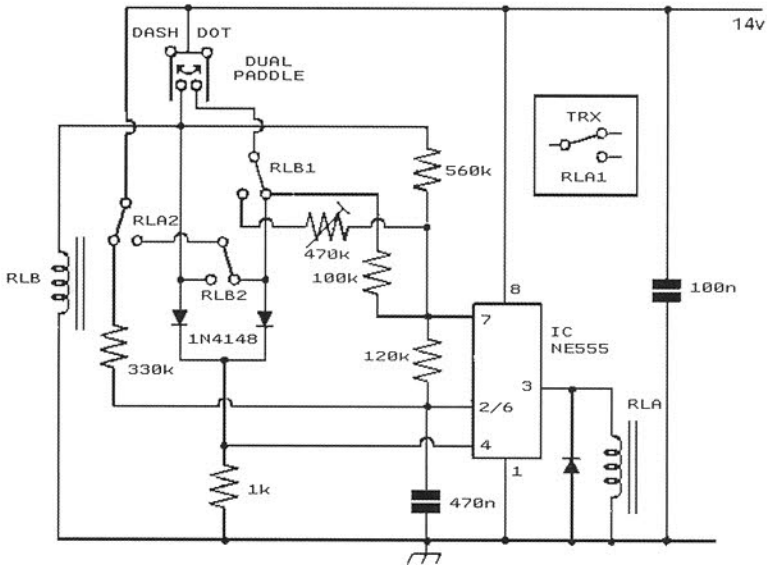 DASH DOT
14v
DUAL
PADDLE
TRX
RLA1
RLB1
560k
RLA2
470k
100k
RLB
RLB2
8
100n
1N4148
7
IC
NE555
330k
120k
3
RLA
2/6
4
1
1k
470n